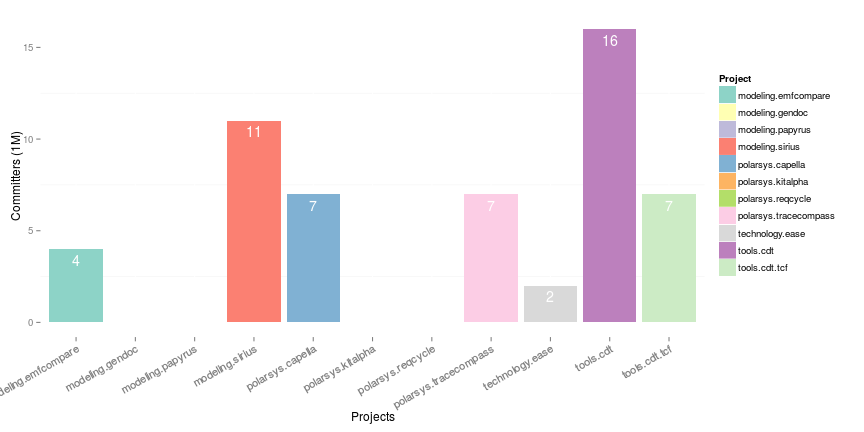 15
10
5
0
Committers (1M)
4
11
7
7
2
16
7
deling.emfcompare
modeling.gendoc
modeling.papyrus
modeling.sirius
polarsys.capella
polarsys.kitalpha
polarsys.reqcycle
polarsys.tracecompass
technology.ease
tools.cdt
tools.cdt.tcf
Projects
Project
modeling.emfcompare
modeling.gendoc
modeling.papyrus
modeling.sirius
polarsys.capella
polarsys.kitalpha
polarsys.reqcycle
polarsys.tracecompass
technology.ease
tools.cdt
tools.cdt.tcf